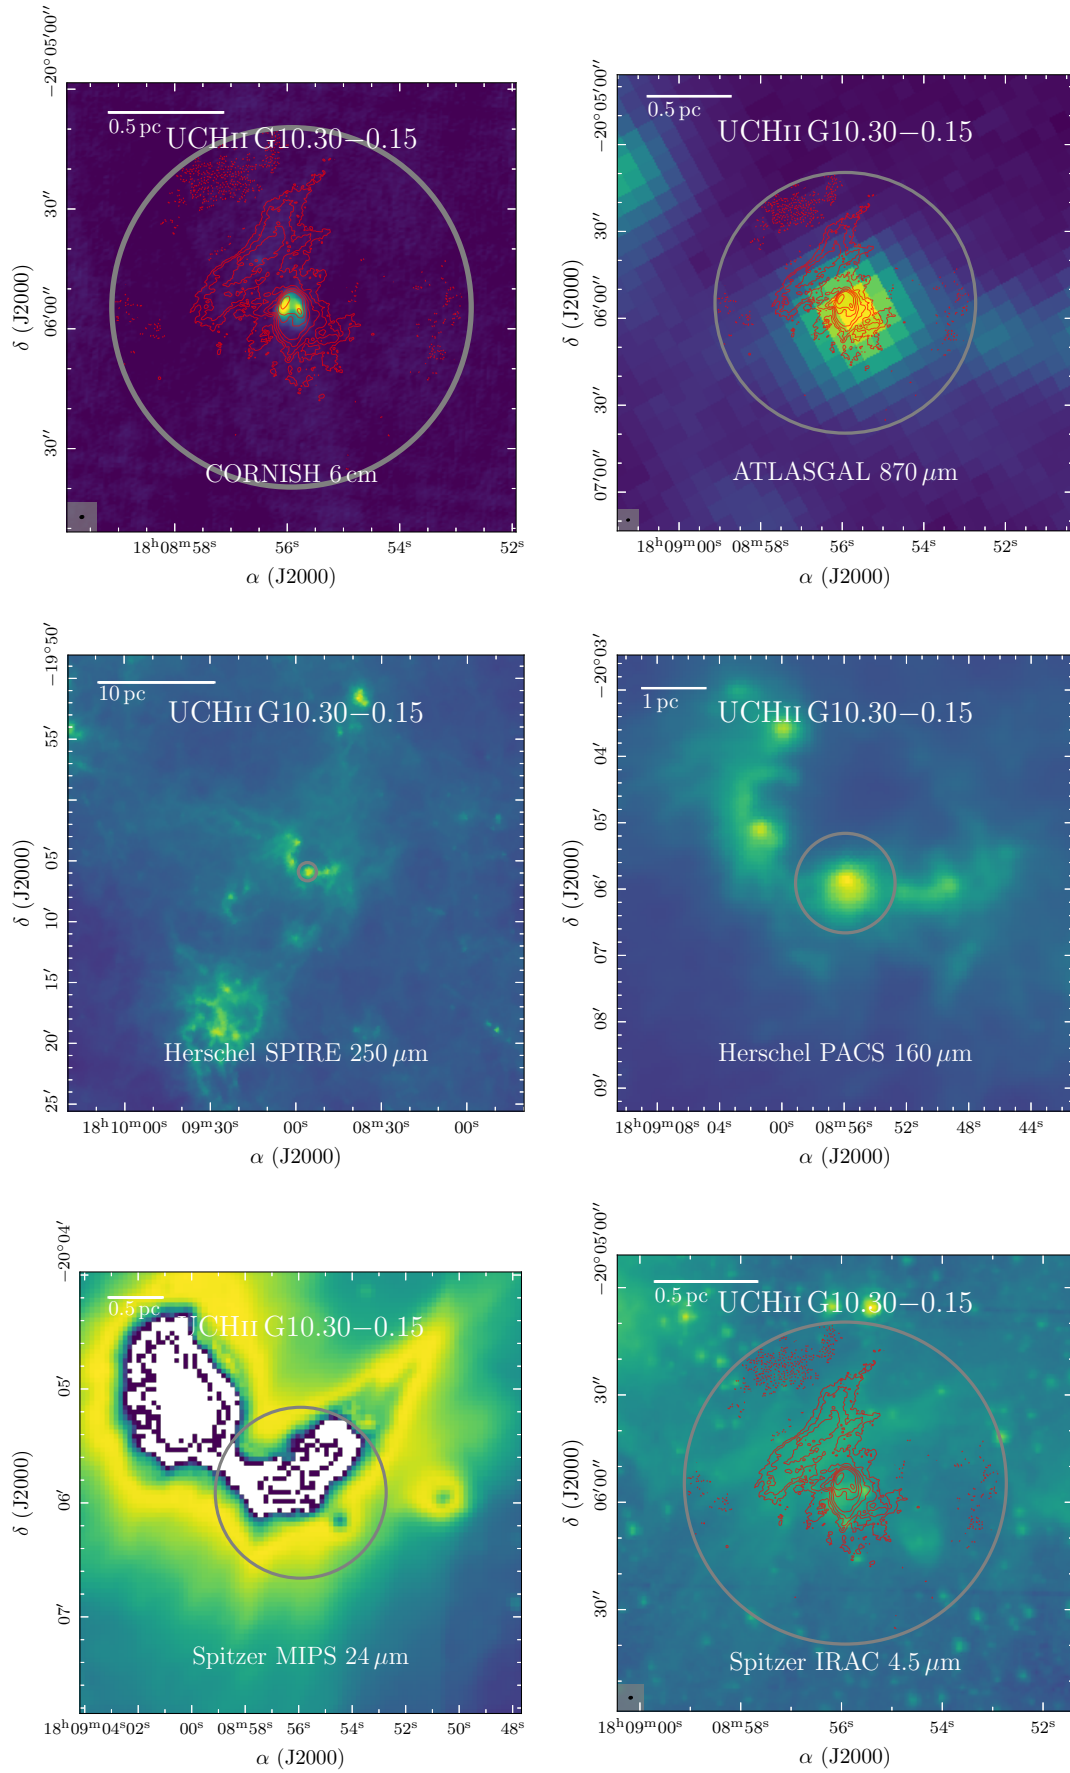 0.5 pc
UCHII G10.30−0.15
CORNISH 6 cm
−20°05′00″
30″
06′00″
30″
δ (J2000)
18ʰ08ᵐ58ˢ 56ˢ 54ˢ 52ˢ
α (J2000)
0.5 pc
UCHII G10.30−0.15
ATLASGAL 870 μm
−20°05′00″
30″
06′00″
30″
07′00″
δ (J2000)
18ʰ09ᵐ00ˢ 08ᵐ58ˢ 56ˢ 54ˢ 52ˢ
α (J2000)
10 pc
UCHII G10.30−0.15
Herschel SPIRE 250 μm
−19°50′
55′
05′
10′
15′
20′
25′
δ (J2000)
18ʰ10ᵐ00ˢ 09ᵐ30ˢ 00ˢ 08ᵐ30ˢ 00ˢ
α (J2000)
1 pc
UCHII G10.30−0.15
Herschel PACS 160 μm
−20°03′
04′
05′
06′
07′
08′
09′
δ (J2000)
18ʰ09ᵐ08ˢ 04ˢ 00ˢ 08ᵐ56ˢ 52ˢ 48ˢ 44ˢ
α (J2000)
0.5 pc
UCHII G10.30−0.15
Spitzer MIPS 24 μm
−20°04′
05′
06′
07′
δ (J2000)
18ʰ09ᵐ04ˢ02ˢ 00ˢ 08ᵐ58ˢ 56ˢ 54ˢ 52ˢ 50ˢ 48ˢ
α (J2000)
0.5 pc
UCHII G10.30−0.15
Spitzer IRAC 4.5 μm
−20°05′00″
30″
06′00″
30″
δ (J2000)
18ʰ09ᵐ00ˢ 08ᵐ58ˢ 56ˢ 54ˢ 52ˢ
α (J2000)